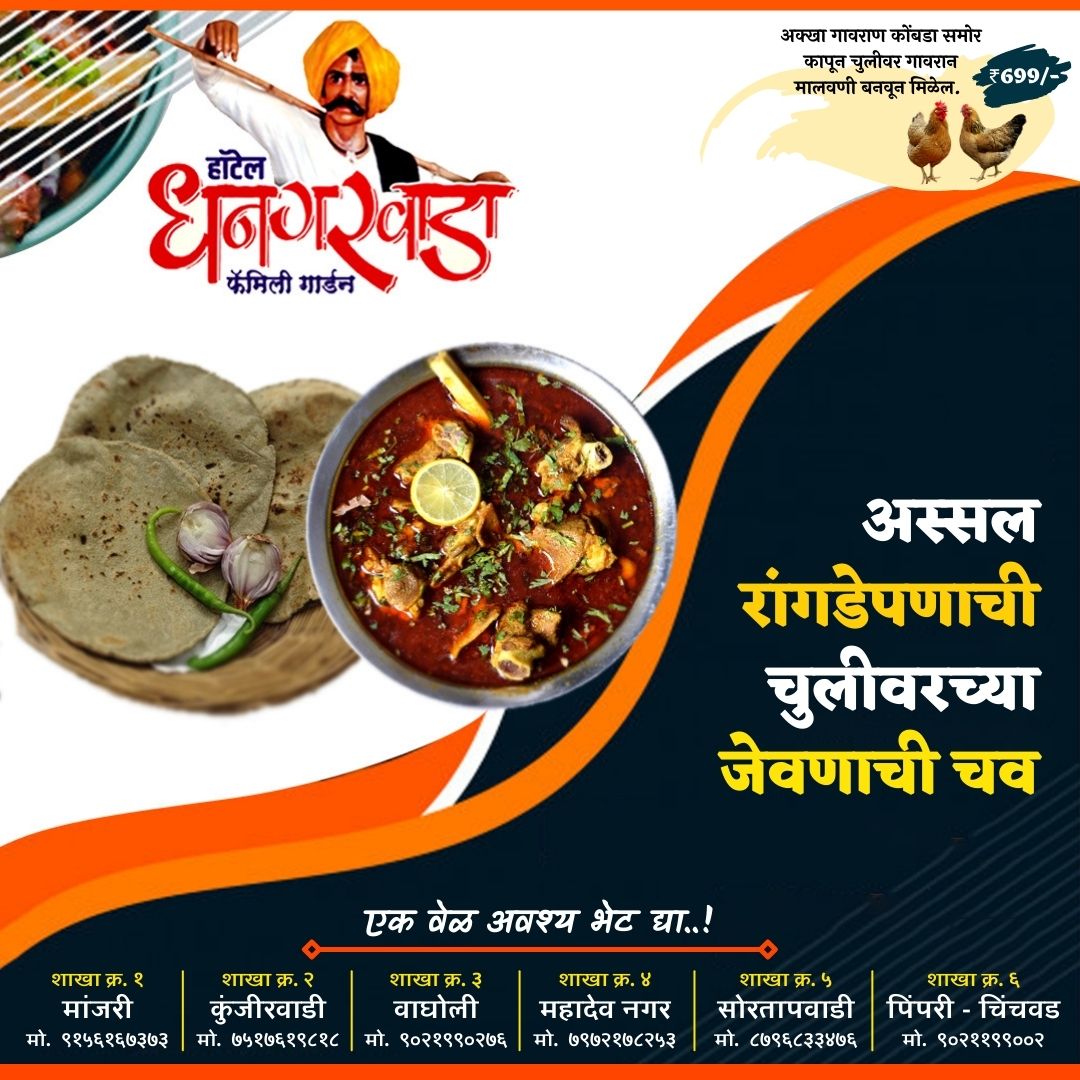 अक्खा गावराण कोंबडा समोर
कापून चुलीवर गावरान
मालवणी बनवून मिळेल.
₹699/-
हॉटेल
धनगरवाडा
फॅमिली गार्डन
अस्सल
रांगडेपणाची
चुलीवरच्या
जेवणाची चव
एक वेळ अवश्य भेट द्या..!
शाखा क्र. १
मांजरी
मो. ९१५६१६७३७३
शाखा क्र. २
कुंजीरवाडी
मो. ७५१७६१९८१८
शाखा क्र. ३
वाघोली
मो. ९०२१९९०२७६
शाखा क्र. ४
महादेव नगर
मो. ७९७२१७८२५३
शाखा क्र. ५
सोरतापवाडी
मो. ८७९६८३३४७६
शाखा क्र. ६
पिंपरी - चिंचवड
मो. ९०२११९९००२